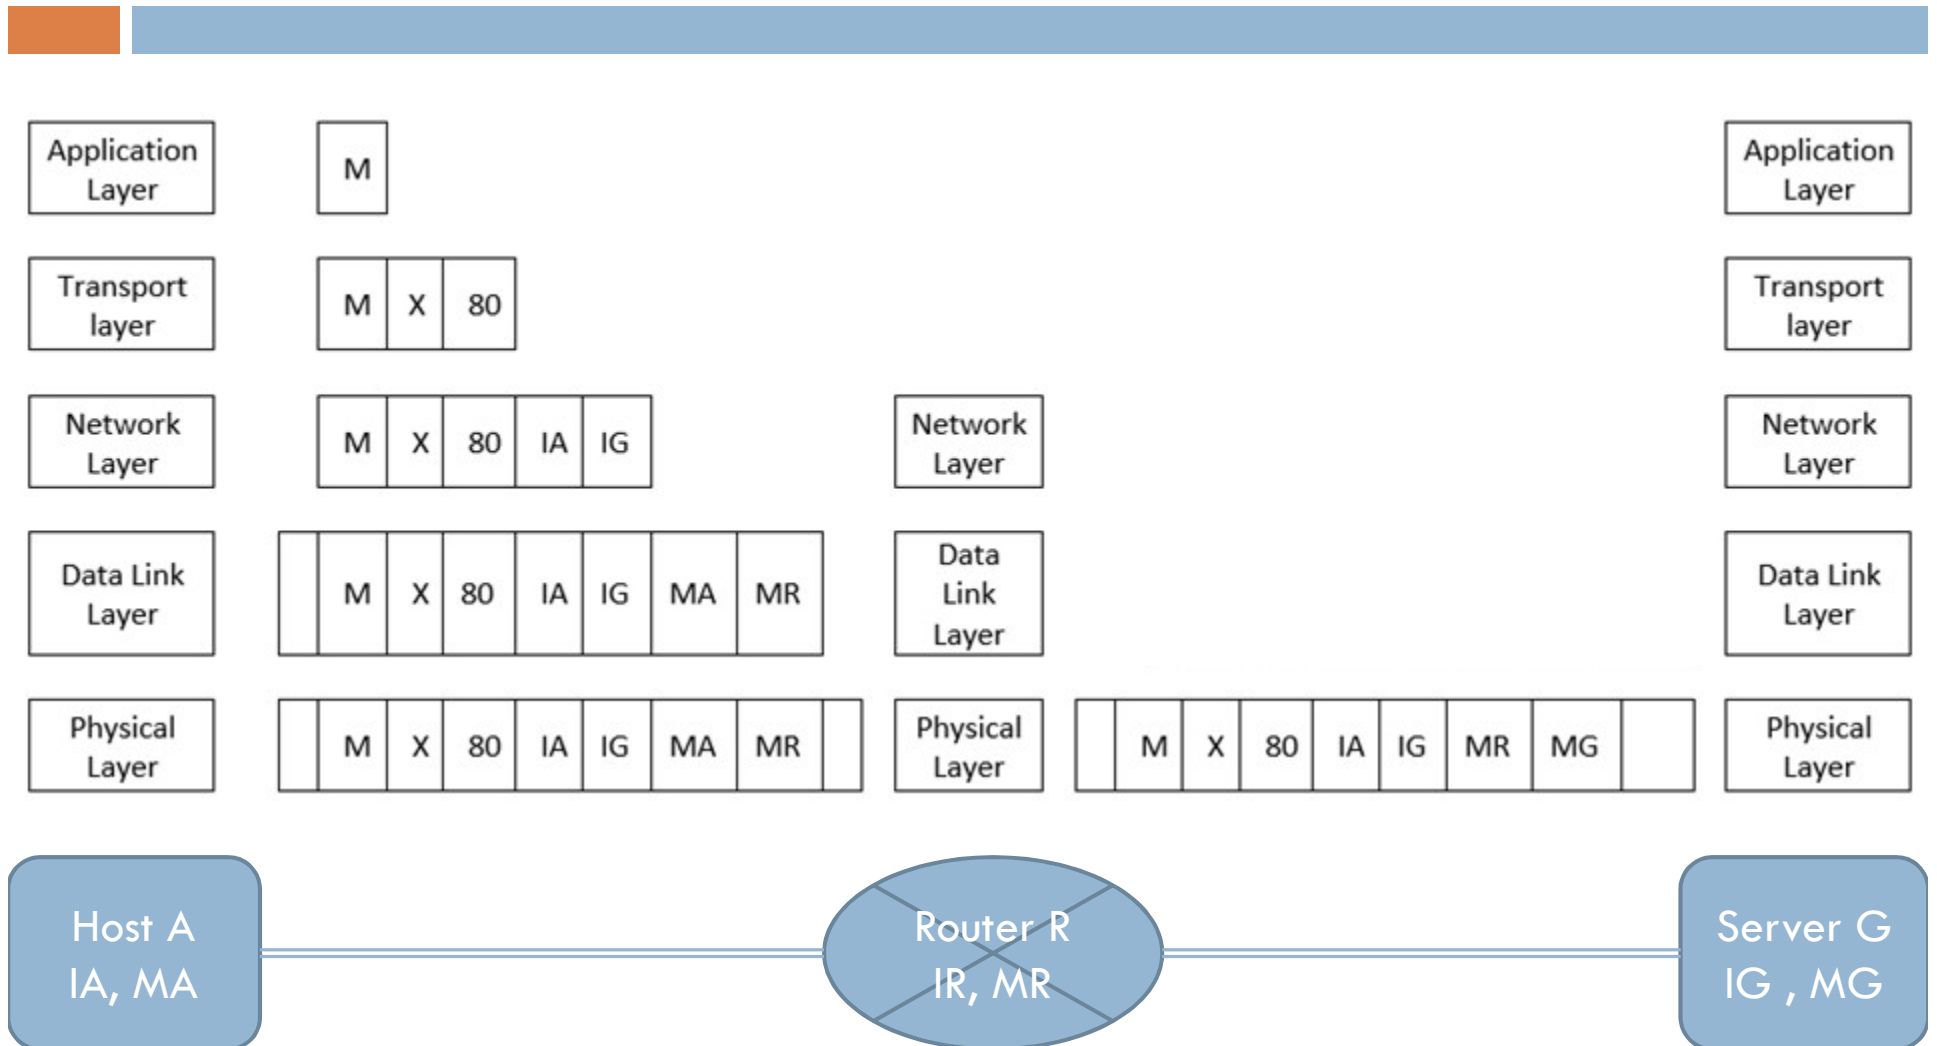 Application
Layer
M
Application
Layer
Transport
layer
M X 80
Transport
layer
Network
Layer
M X 80 IA IG
Network
Layer
Network
Layer
Data Link
Layer
M X 80 IA IG MA MR
Data
Link
Layer
Data Link
Layer
Physical
Layer
M X 80 IA IG MA MR
Physical
Layer
M X 80 IA IG MR MG
Physical
Layer
Host A
IA, MA
Router R
IR, MR
Server G
IG , MG